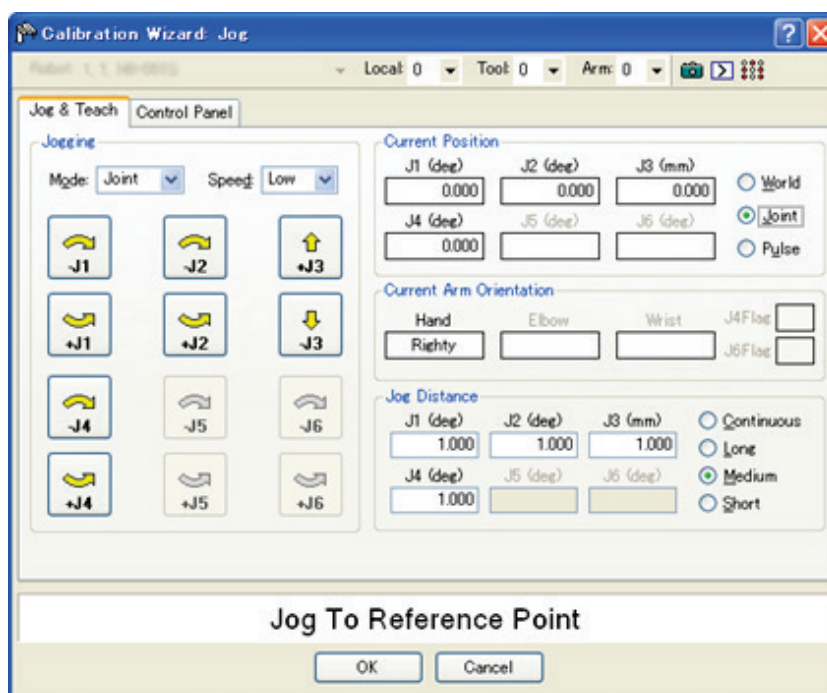 Calibration Wizard: Jog
Local: 0 Tool: 0 Arm: 0
Jog & Teach Control Panel
Jogging
Mode: Joint Speed: Low
-J1 -J2 +J3
+J1 +J2 -J3
-J4 -J5 -J6
+J4 +J5 +J6
Current Position
J1 (deg) J2 (deg) J3 (mm)
0.000 0.000 0.000
World
J4 (deg) J5 (deg) J6 (deg)
0.000
Joint
Pulse
Current Arm Orientation
Hand Elbow Wrist J4Flag
Righty J6Flag
Jog Distance
J1 (deg) J2 (deg) J3 (mm)
1.000 1.000 1.000
J4 (deg) J5 (deg) J6 (deg)
1.000
Continuous
Long
Medium
Short
Jog To Reference Point
OK Cancel